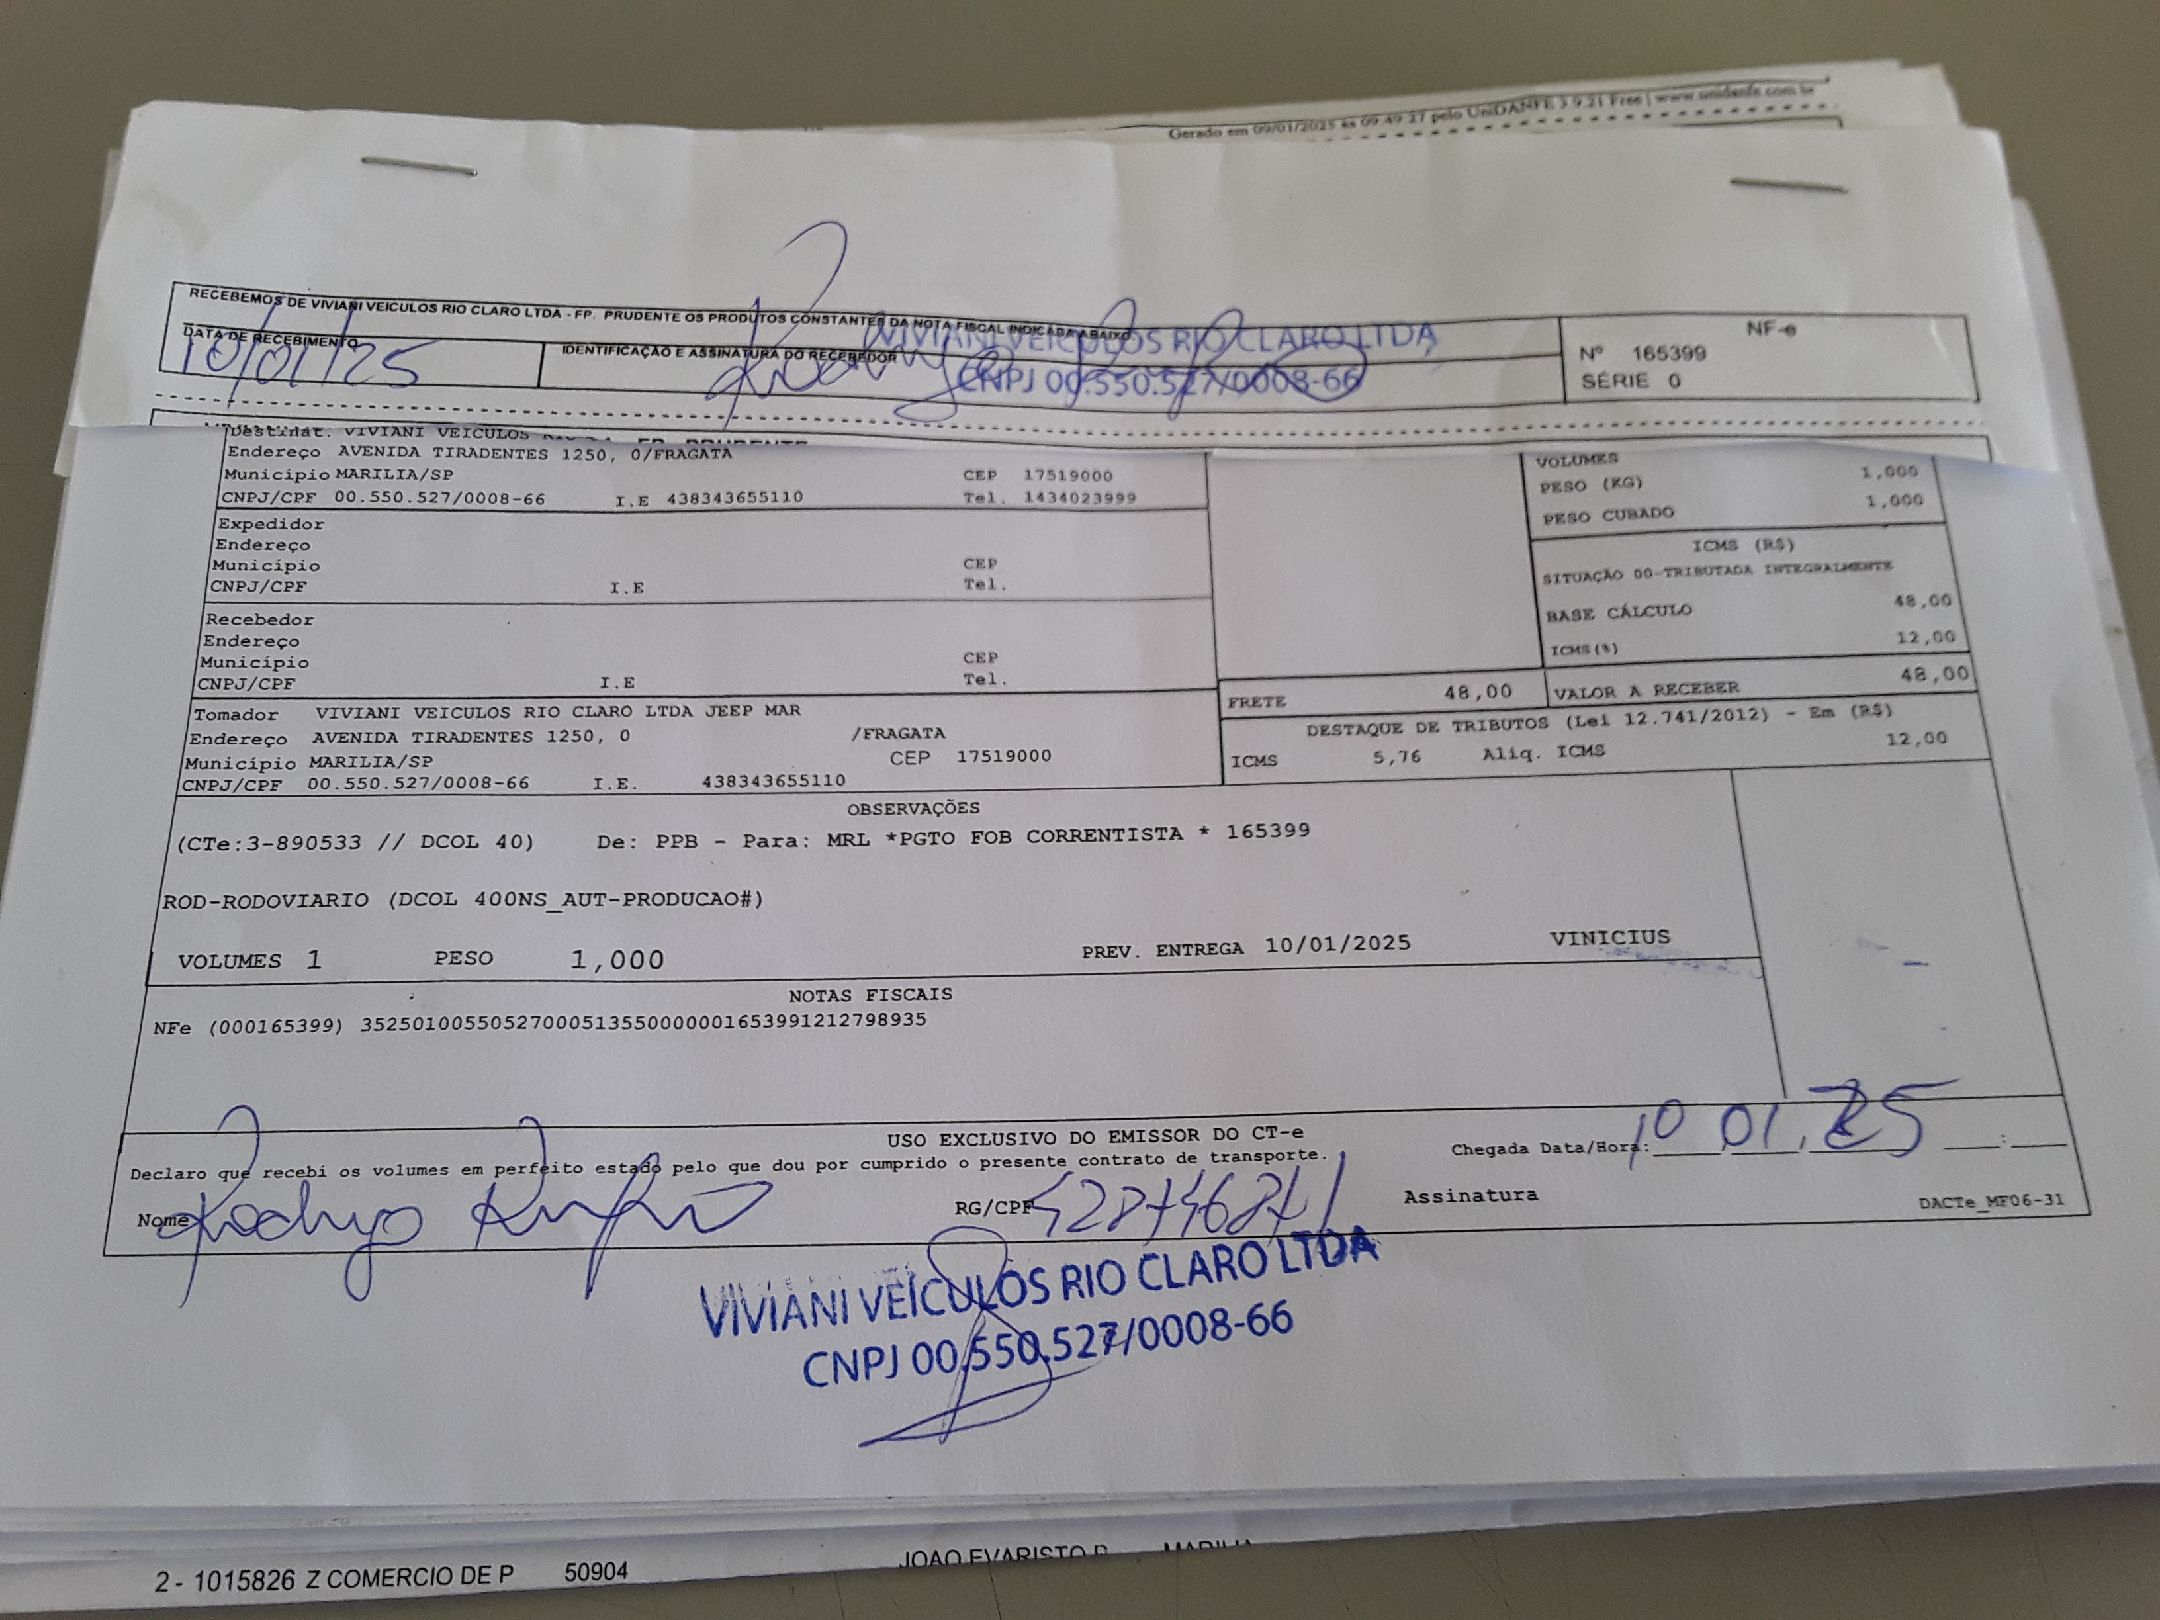 Gerado em 09/01/2025 às 09:49:27 pelo UniDANFE 3.9.21 Free | www.unidanfe.com.br
RECEBEMOS DE VIVIANI VEICULOS RIO CLARO LTDA - FP. PRUDENTE OS PRODUTOS CONSTANTES DA NOTA FISCAL INDICADA ABAIXO
DATA DE RECEBIMENTO
10/01/25
IDENTIFICAÇÃO E ASSINATURA DO RECEBEDOR
VIVIANI VEICULOS RIO CLARO LTDA
CNPJ 00.550.527/0008-66
NF-e
Nº 165399
SÉRIE 0
Destinat. VIVIANI VEICULOS
Endereço AVENIDA TIRADENTES 1250, 0/FRAGATA
Município MARILIA/SP CEP 17519000
CNPJ/CPF 00.550.527/0008-66 I.E 438343655110 Tel. 1434023999
Expedidor
Endereço
Município CEP
CNPJ/CPF I.E Tel.
Recebedor
Endereço
Município CEP
CNPJ/CPF I.E Tel.
Tomador VIVIANI VEICULOS RIO CLARO LTDA JEEP MAR
Endereço AVENIDA TIRADENTES 1250, 0 /FRAGATA
Município MARILIA/SP CEP 17519000
CNPJ/CPF 00.550.527/0008-66 I.E. 438343655110
VOLUMES 1,000
PESO (KG) 1,000
PESO CUBADO
ICMS (R$)
SITUAÇÃO 00-TRIBUTADA INTEGRALMENTE
BASE CÁLCULO 48,00
ICMS(%) 12,00
FRETE 48,00 VALOR A RECEBER 48,00
DESTAQUE DE TRIBUTOS (Lei 12.741/2012) - Em (R$)
ICMS 5,76 Aliq. ICMS 12,00
OBSERVAÇÕES
(CTe:3-890533 // DCOL 40) De: PPB - Para: MRL *PGTO FOB CORRENTISTA * 165399
ROD-RODOVIARIO (DCOL 400NS_AUT-PRODUCAO#)
VOLUMES 1 PESO 1,000 PREV. ENTREGA 10/01/2025 VINICIUS
NOTAS FISCAIS
NFe (000165399) 35250100550527000513550000001653991212798935
USO EXCLUSIVO DO EMISSOR DO CT-e
Declaro que recebi os volumes em perfeito estado pelo que dou por cumprido o presente contrato de transporte.
Chegada Data/Hora: 10 01 25 :
Nome Rodrygo RG/CPF Assinatura
DACTe_MF06-31
VIVIANI VEÍCULOS RIO CLARO LTDA
CNPJ 00.550.527/0008-66
2 - 1015826 Z COMERCIO DE P 50904 JOAO EVARISTO MARILIA